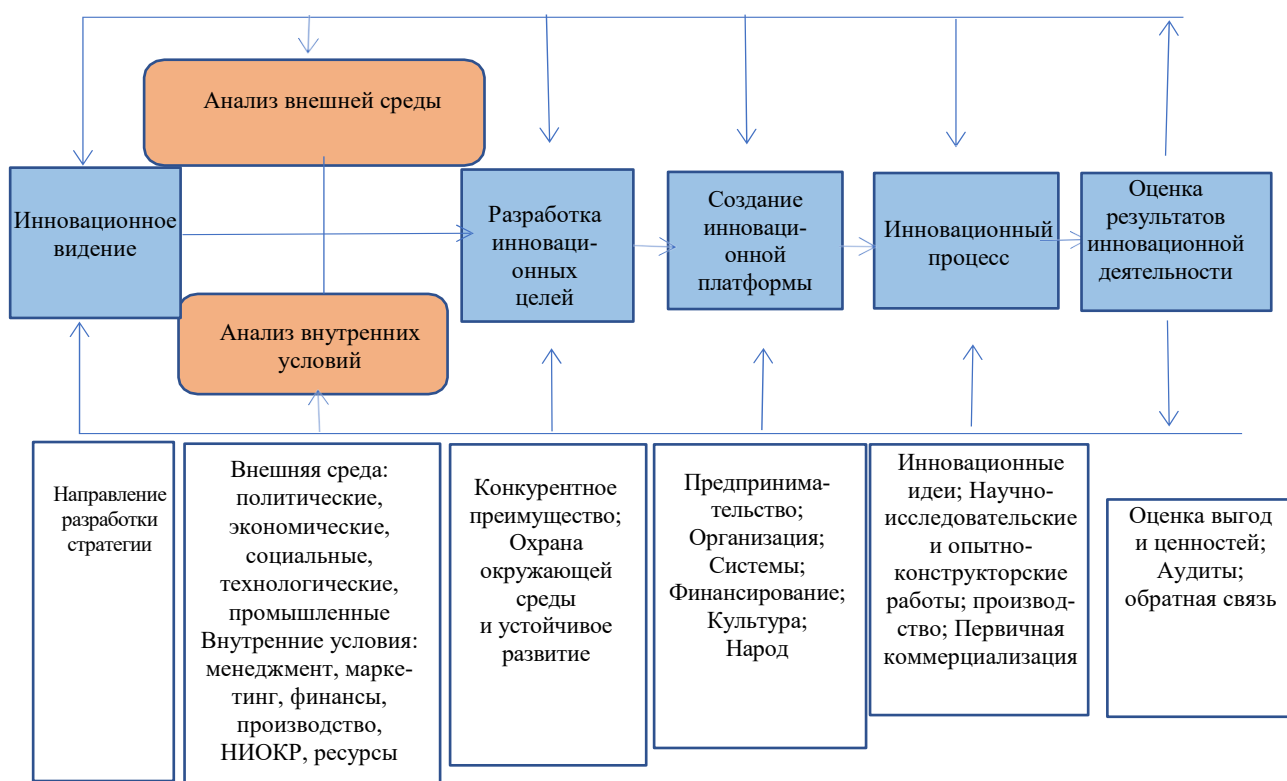 Анализ внешней среды
Инновационное
видение
Анализ внутренних
условий
Разработка
инноваци-
онных
целей
Создание
инноваци-
онной
платформы
Инновационный
процесс
Оценка
результатов
инновационной
деятельности
Направление
разработки
стратегии
Внешняя среда:
политические,
экономические,
социальные,
технологические,
промышленные
Внутренние условия:
менеджмент, марке-
тинг, финансы,
производство,
НИОКР, ресурсы
Конкурентное
преимущество;
Охрана
окружающей
среды
и устойчивое
развитие
Предпринима-
тельство;
Организация;
Системы;
Финансирование;
Культура;
Народ
Инновационные
идеи; Научно-
исследовательские
и опытно-
конструкторские
работы; производ-
ство; Первичная
коммерциализация
Оценка выгод
и ценностей;
Аудиты;
обратная связь